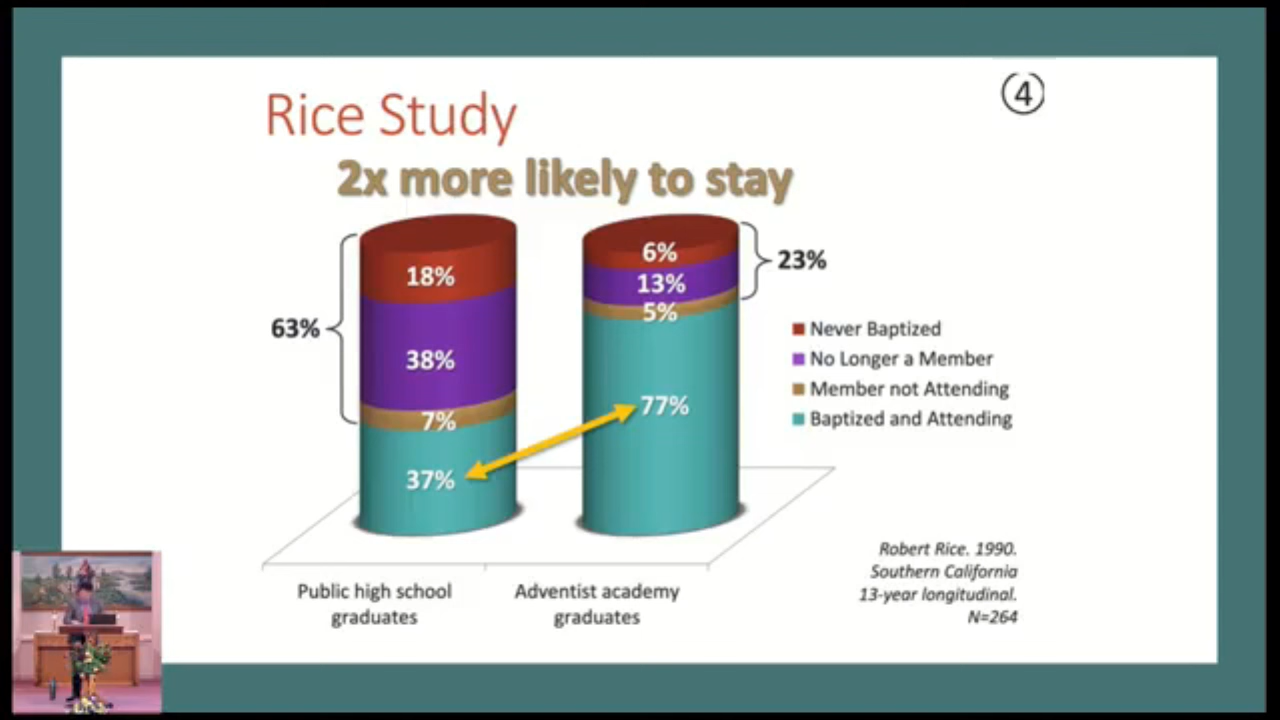 ④
Rice Study
2x more likely to stay
18%
38%
7%
37%
63%
6%
13%
5%
77%
23%
Never Baptized
No Longer a Member
Member not Attending
Baptized and Attending
Public high school
graduates
Adventist academy
graduates
Robert Rice. 1990.
Southern California
13-year longitudinal.
N=264